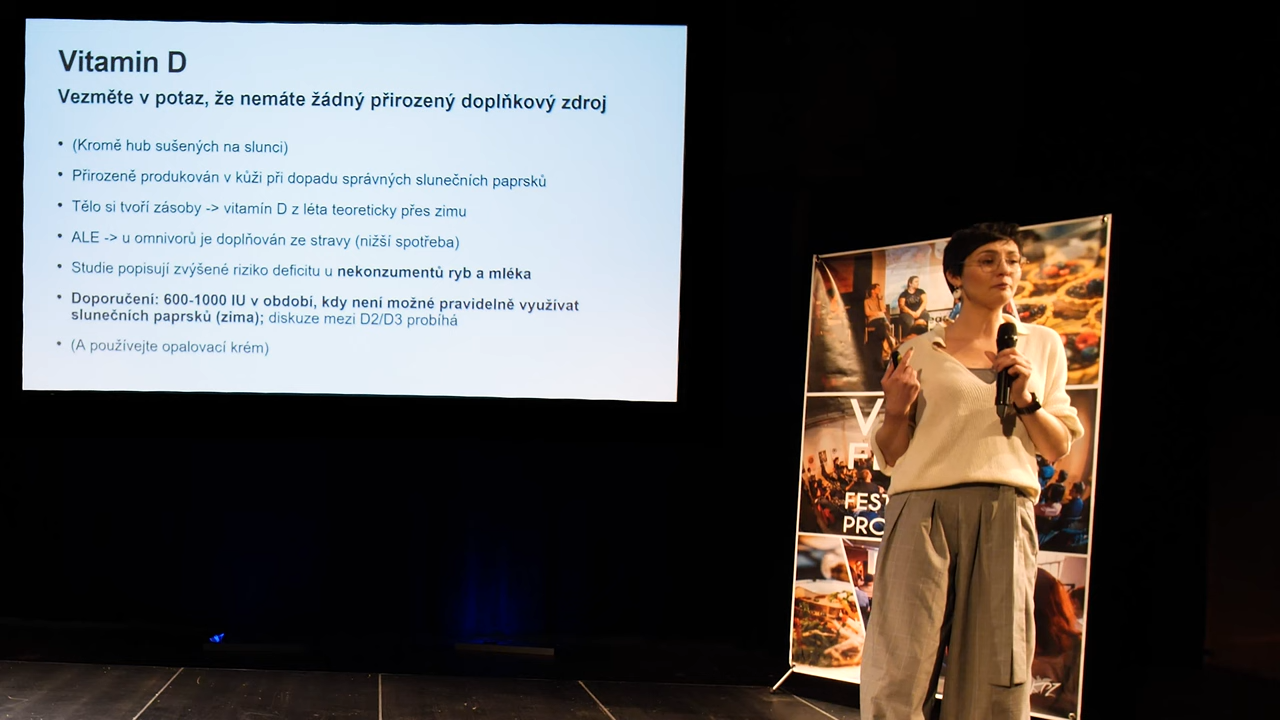 Vitamin D
Vezměte v potaz, že nemáte žádný přirozený doplňkový zdroj
• (Kromě hub sušených na slunci)
• Přirozeně produkován v kůži při dopadu správných slunečních paprsků
• Tělo si tvoří zásoby -> vitamín D z léta teoreticky přes zimu
• ALE -> u omnivorů je doplňován ze stravy (nižší spotřeba)
• Studie popisují zvýšené riziko deficitu u nekonzumentů ryb a mléka
• Doporučení: 600-1000 IU v období, kdy není možné pravidelně využívat
slunečních paprsků (zima); diskuze mezi D2/D3 probíhá
• (A používejte opalovací krém)